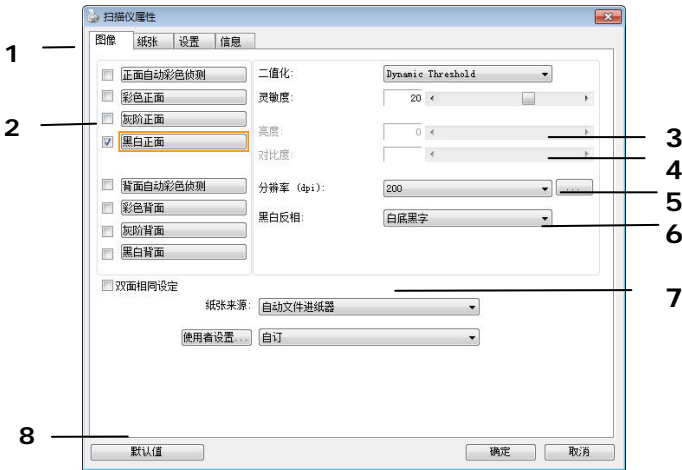 扫描仪属性
图像 纸张 设置 信息
1
正面自动彩色侦测
彩色正面
灰阶正面
黑白正面
2
背面自动彩色侦测
彩色背面
灰阶背面
黑白背面
二值化: Dynamic Threshold
灵敏度: 20
亮度: 0
3
对比度:
4
分辨率 (dpi): 200 ...
5
黑白反相: 白底黑字
6
双面相同设定
7
纸张来源: 自动文件进纸器
使用者设置... 自订
8
默认值 确定 取消